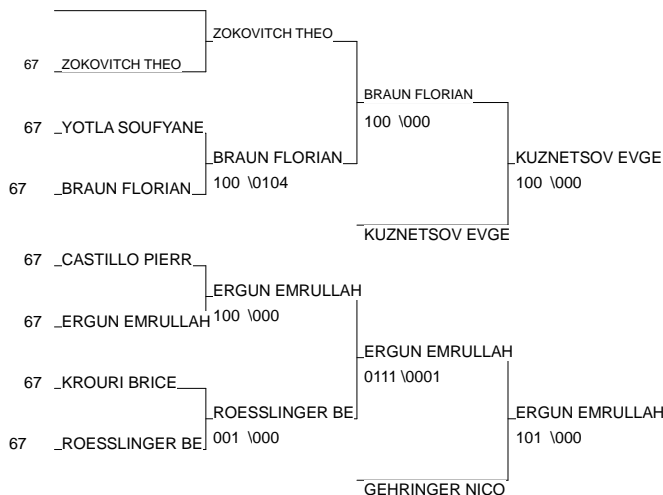 ZOKOVITCH THEO
67 ZOKOVITCH THEO
BRAUN FLORIAN
100 \000
67 YOTLA SOUFYANE
BRAUN FLORIAN
100 \0104
KUZNETSOV EVGE
100 \000
67 BRAUN FLORIAN
KUZNETSOV EVGE
67 CASTILLO PIERR
ERGUN EMRULLAH
100 \000
67 ERGUN EMRULLAH
ERGUN EMRULLAH
0111 \0001
67 KROURI BRICE
ROESSLINGER BE
001 \000
ERGUN EMRULLAH
101 \000
67 ROESSLINGER BE
GEHRINGER NICO